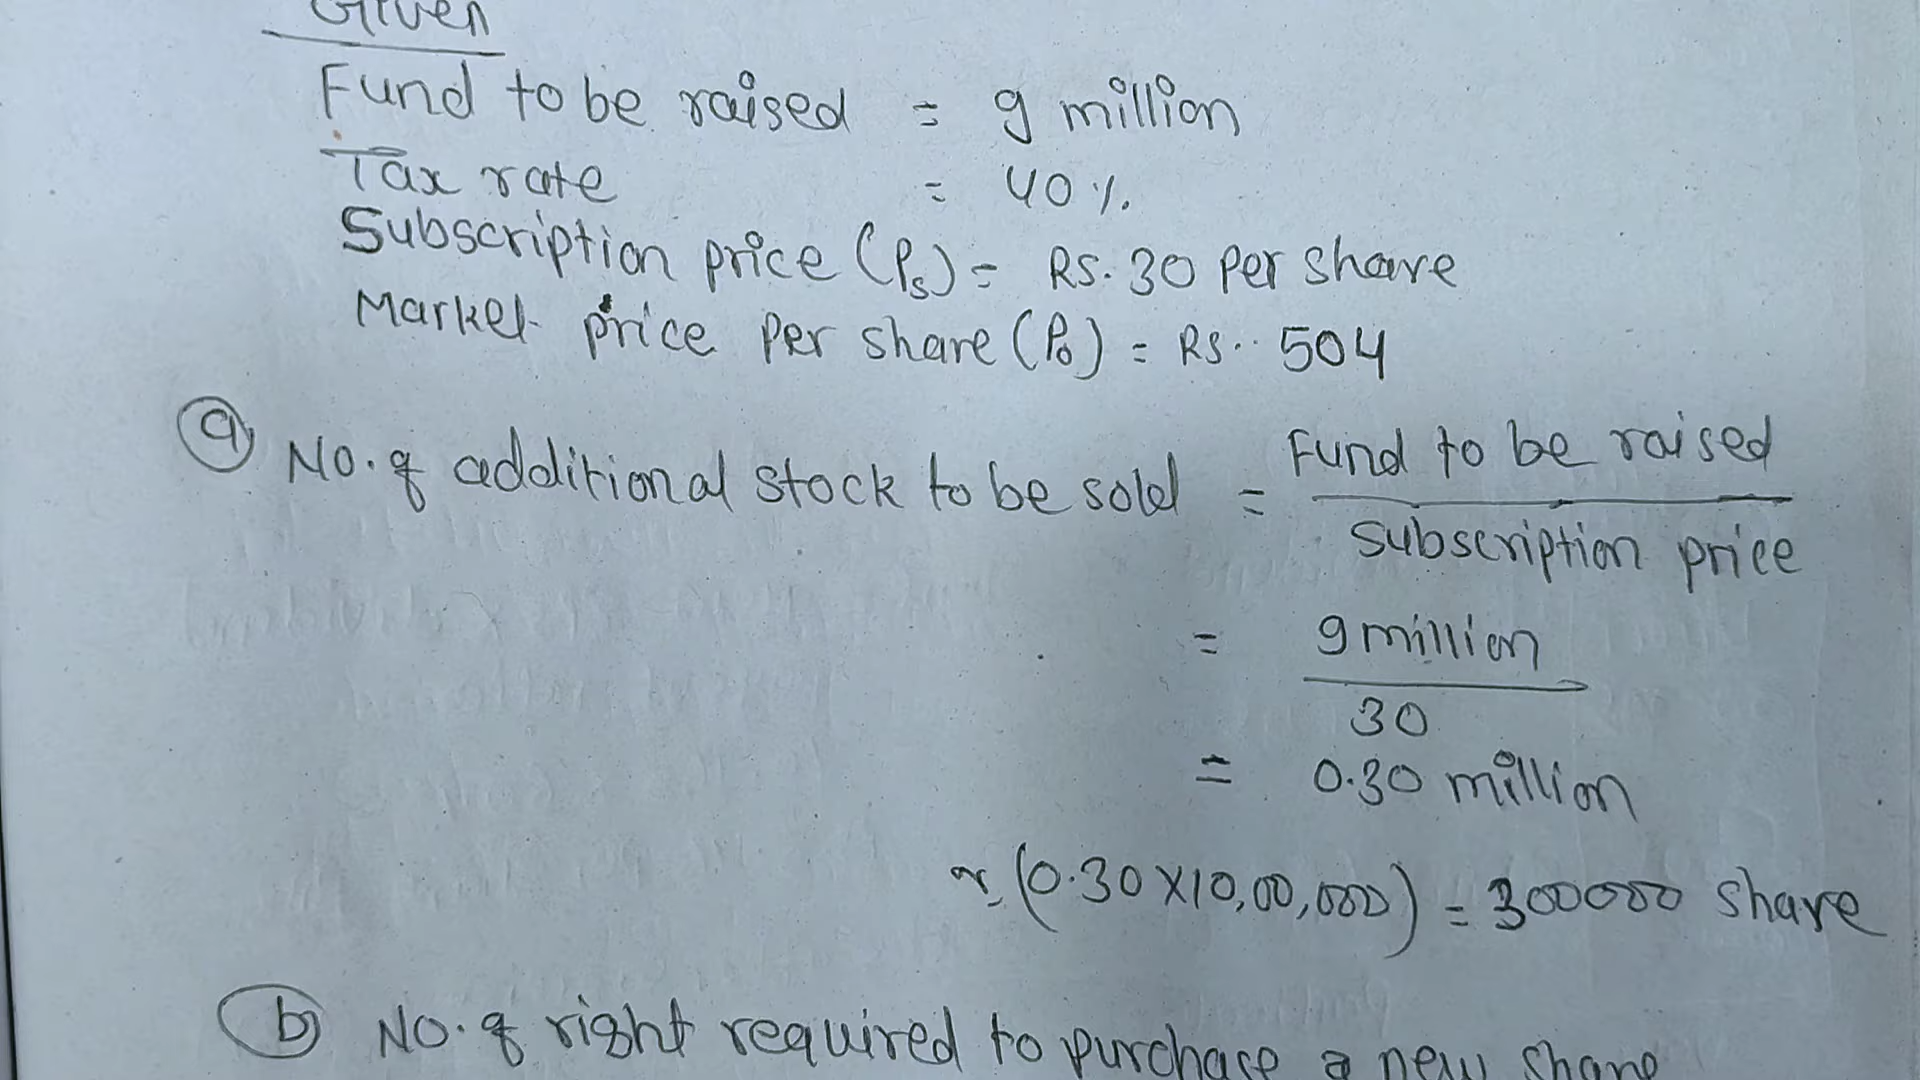 Given
Fund to be raised = 9 million
Tax rate = 40%.
Subscription price (Ps) = RS. 30 Per share
Market price Per share (P0) = RS.. 504
a No. of additional stock to be sold = Fund to be raised
Subscription price
= 9 million
30
= 0.30 million
or (0.30 X 10,00,000) = 300000 share
b No. of right required to purchase a new share